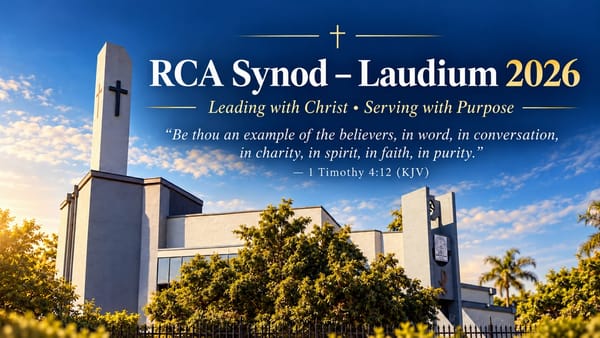 RCA Synod – Laudium 2026
Leading with Christ • Serving with Purpose
“Be thou an example of the believers, in word, in conversation,
in charity, in spirit, in faith, in purity.”
— 1 Timothy 4:12 (KJV)